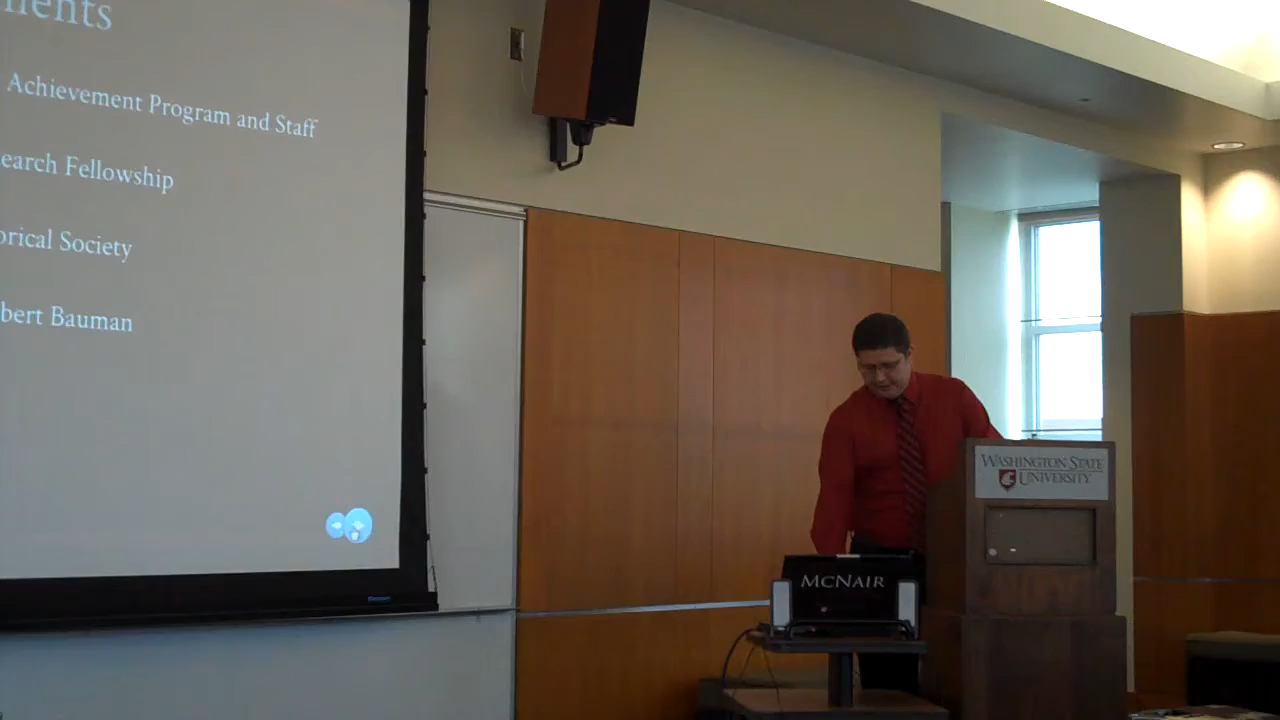 ments
Achievement Program and Staff
earch Fellowship
orical Society
bert Bauman
WASHINGTON STATE
UNIVERSITY
MCNAIR